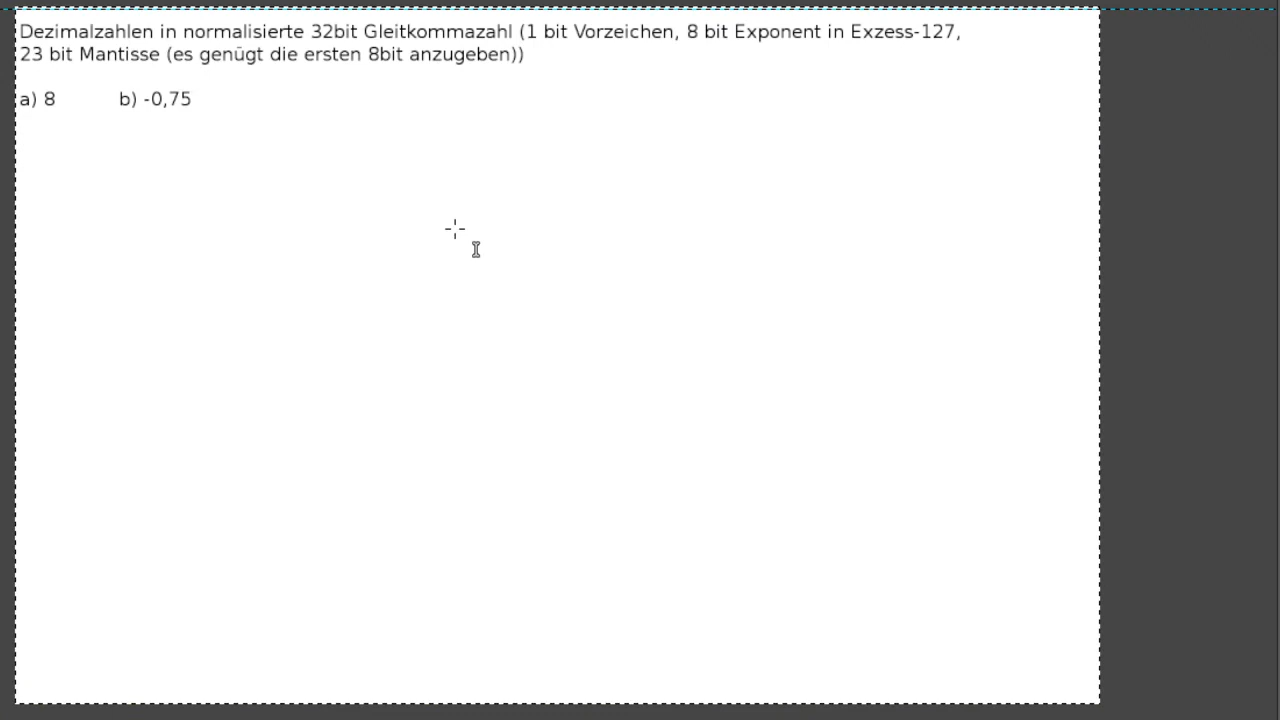 Dezimalzahlen in normalisierte 32bit Gleitkommazahl (1 bit Vorzeichen, 8 bit Exponent in Exzess-127,
23 bit Mantisse (es genügt die ersten 8bit anzugeben))
a) 8 b) -0,75